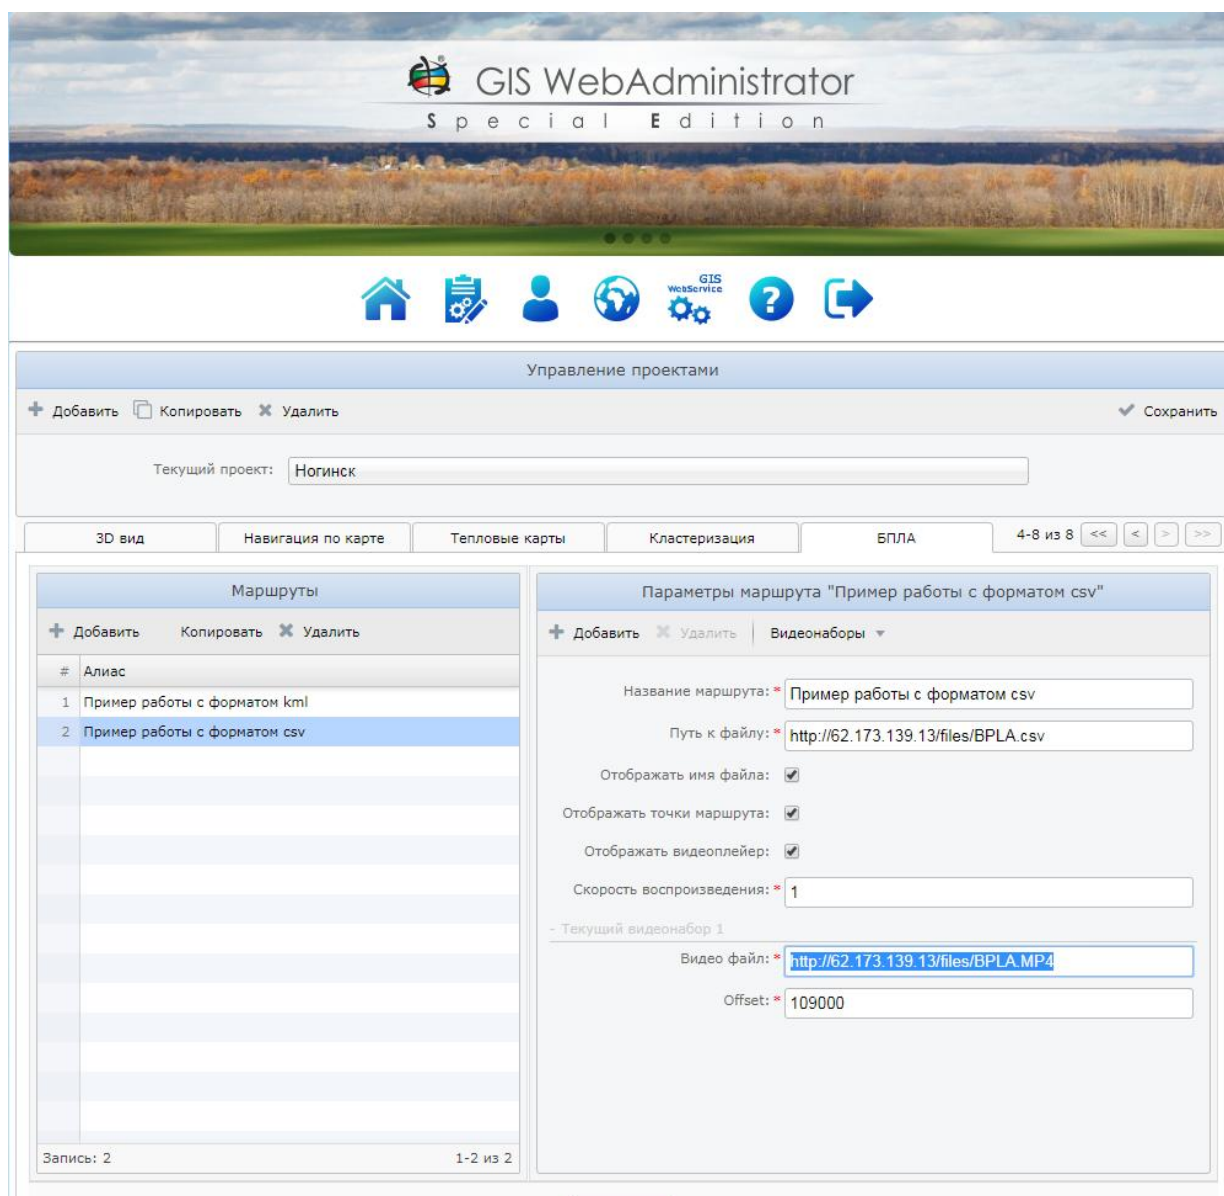 GIS WebAdministrator
Special Edition
GIS
WebService
?
Управление проектами
Добавить Копировать Удалить Сохранить
Текущий проект: Ногинск
3D вид Навигация по карте Тепловые карты Кластеризация БПЛА 4-8 из 8 << < > >>
Маршруты
Добавить Копировать Удалить
# Алиас
1 Пример работы с форматом kml
2 Пример работы с форматом csv
Запись: 2 1-2 из 2
Параметры маршрута "Пример работы с форматом csv"
Добавить Удалить Видеонаборы
Название маршрута: * Пример работы с форматом csv
Путь к файлу: * http://62.173.139.13/files/BPLA.csv
Отображать имя файла:
Отображать точки маршрута:
Отображать видеоплейер:
Скорость воспроизведения: * 1
- Текущий видеонабор 1
Видео файл: * http://62.173.139.13/files/BPLA.MP4
Offset: * 109000